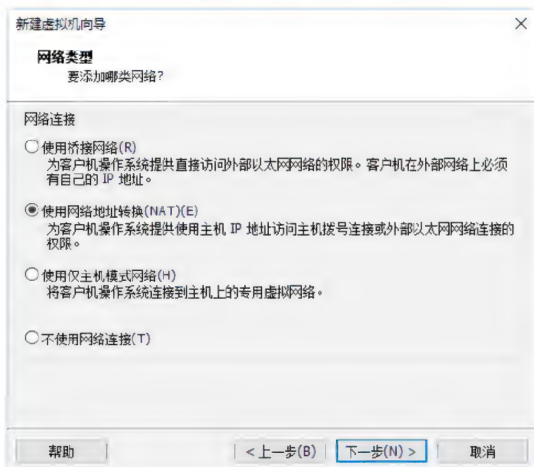 新建虚拟机向导
网络类型
要添加哪类网络?
网络连接
使用桥接网络(R)
为客户机操作系统提供直接访问外部以太网网络的权限。客户机在外部网络上必须
有自己的 IP 地址。
使用网络地址转换(NAT)(E)
为客户机操作系统提供使用主机 IP 地址访问主机拨号连接或外部以太网网络连接的
权限。
使用仅主机模式网络(H)
将客户机操作系统连接到主机上的专用虚拟网络。
不使用网络连接(T)
帮助 < 上一步(B) 下一步(N) > 取消